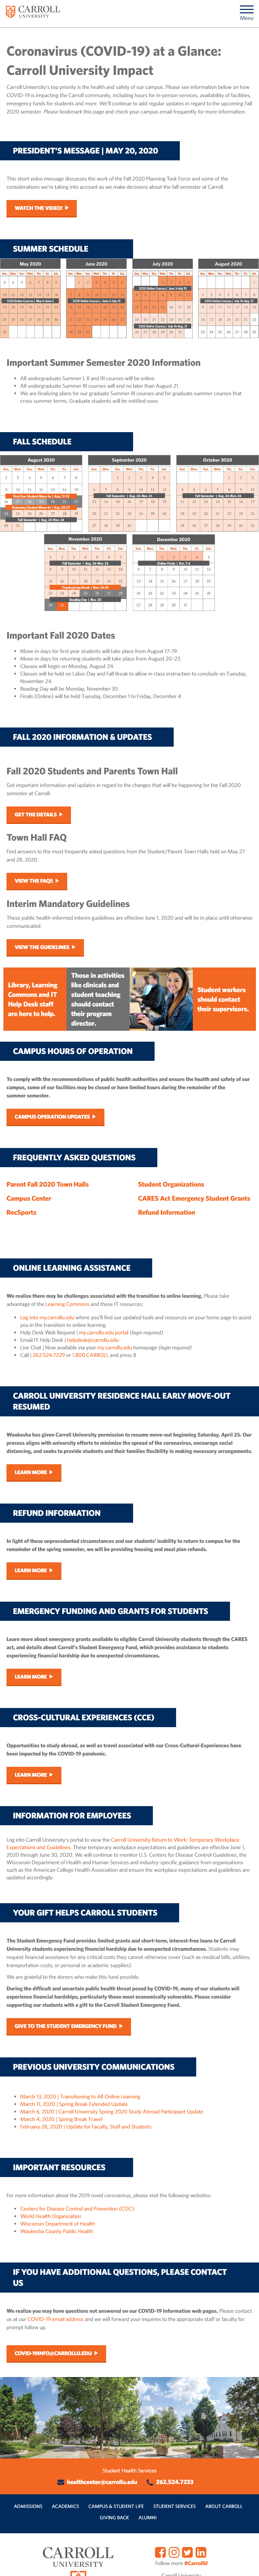 CARROLL
UNIVERSITY
Menu
Coronavirus (COVID-19) at a Glance:
Carroll University Impact
Carroll University's top priority is the health and safety of our campus. Please see information below on how
COVID-19 is impacting the Carroll community, including hours for in-person services, availability of facilities,
emergency funds for students and more. We'll continue to add regular updates in regard to the upcoming Fall
2020 semester. Please bookmark this page and check your campus email frequently for more information
PRESIDENT'S MESSAGE | MAY 20, 2020
This short video message discusses the work of the Fall 2020 Planning Task Force and some of the
considerations we're taking into account as we make decisions about the fall semester at Carroll.
WATCH THE VIDEO!
SUMMER SCHEDULE
May 2020
June 2020
July 2020
August 2020
Important Summer Semester 2020 Information
All undergraduate Summer I, II and III courses will be online.
All undergraduate Summer III courses will end no later than August 21.
We are finalizing plans for our graduate Summer III courses and for graduate summer courses that
cross summer terms. Graduate students will be notified soon.
FALL SCHEDULE
August 2020
September 2020
October 2020
November 2020
December 2020
Important Fall 2020 Dates
Move-in days for first year students will take place from August 17-19.
Move-in days for returning students will take place from August 20-23.
Classes will begin on Monday, August 24.
Classes will be held on Labor Day and Fall Break to allow in class instruction to conclude on Tuesday,
November 24.
Reading Day will be Monday, November 30.
Finals (Online) will be held Tuesday, December 1 to Friday, December 4.
FALL 2020 INFORMATION & UPDATES
Fall 2020 Students and Parents Town Hall
Get important information and updates in regard to the changes that will be happening for the Fall 2020
semester at Carroll.
GET THE DETAILS
Town Hall FAQ
Find answers to the most frequently asked questions from the Student/Parent Town Halls held on May 27
and 28, 2020.
VIEW THE FAQS
Interim Mandatory Guidelines
These public health-informed interim guidelines are effective June 1, 2020 and will be in place until otherwise
communicated.
VIEW THE GUIDELINES
Library, Learning
Commons and IT
Help Desk staff
are here to help.
Those in activities
like clinicals and
student teaching
should contact
their program
director.
Student workers
should contact
their supervisors.
CAMPUS HOURS OF OPERATION
To comply with the recommendations of public health authorities and ensure the health and safety of our
campus, some of our facilities may be closed or have limited hours during the remainder of the
summer semester.
CAMPUS OPERATION UPDATES
FREQUENTLY ASKED QUESTIONS
Parent Fall 2020 Town Halls
Campus Center
RecSports
Student Organizations
CARES Act Emergency Student Grants
Refund Information
ONLINE LEARNING ASSISTANCE
We realize there may be challenges associated with the transition to online learning. Please take
advantage of the Learning Commons and these IT resources:
Log into my.carrollu.edu where you'll find our updated tools and resources on your home page to assist
you in the transition to online learning.
Help Desk Web Request | my.carrollu.edu portal (login required)
Email IT Help Desk | helpdesk@carrollu.edu
Live Chat | Now available via your my.carrollu.edu homepage (login required)
Call | 262.524.7229 or 1.800.CARROLL and press 8
CARROLL UNIVERSITY RESIDENCE HALL EARLY MOVE-OUT
RESUMED
Waukesha has given Carroll University permission to resume move-out beginning Saturday, April 25. Our
process aligns with university efforts to minimize the spread of the coronavirus, encourage social
distancing, and seeks to provide students and their families flexibility in making necessary arrangements.
LEARN MORE
REFUND INFORMATION
In light of these unprecedented circumstances and our students' inability to return to campus for the
remainder of the spring semester, we will be providing housing and meal plan refunds.
LEARN MORE
EMERGENCY FUNDING AND GRANTS FOR STUDENTS
Learn more about emergency grants available to eligible Carroll University students through the CARES
act, and details about Carroll's Student Emergency Fund, which provides assistance to students
experiencing financial hardship due to unexpected circumstances.
LEARN MORE
CROSS-CULTURAL EXPERIENCES (CCE)
Opportunities to study abroad, as well as travel associated with our Cross-Cultural-Experiences have
been impacted by the COVID-19 pandemic.
LEARN MORE
INFORMATION FOR EMPLOYEES
Log into Carroll University's portal to view the Carroll University Return to Work: Temporary Workplace
Expectations and Guidelines. These temporary workplace expectations and guidelines are effective June 1,
2020 through June 30, 2020. We will continue to monitor U.S. Centers for Disease Control Guidelines, the
Wisconsin Department of Health and Human Services and industry-specific guidance from organizations
such as the American College Health Association and ensure the workplace expectations and guidelines are
updated accordingly.
YOUR GIFT HELPS CARROLL STUDENTS
The Student Emergency Fund provides limited grants and short-term, interest-free loans to Carroll
University students experiencing financial hardship due to unexpected circumstances. Students may
request financial assistance for any critical costs they cannot otherwise cover themselves (such as medical,
utilities, transportation costs, or personal academic supplies).
We are grateful to the donors who make this fund possible.
During the difficult and uncertain public health threat posed by COVID-19, many of our students will
experience financial hardships, particularly those most economically vulnerable. Please consider
supporting our students with a gift to the Carroll Student Emergency Fund.
GIVE TO THE STUDENT EMERGENCY FUND
PREVIOUS UNIVERSITY COMMUNICATIONS
March 13, 2020 | Transitioning to All Online Learning
March 11, 2020 | Spring Break Extended Update
March 6, 2020 | Carroll University Spring 2020 Study Abroad Participant Update
March 4, 2020 | Spring Break Travel
February 28, 2020 | Update for Faculty, Staff and Students
IMPORTANT RESOURCES
For more information about the 2019 novel coronavirus, please visit the following websites:
Centers for Disease Control and Prevention (CDC)
World Health Organization
Wisconsin Department of Health
Waukesha County Public Health
IF YOU HAVE ADDITIONAL QUESTIONS, PLEASE CONTACT
US
We realize you may have questions not answered on our COVID-19 Information web pages. Please contact
us at our COVID-19 email address and we will forward your inquiries to the appropriate staff or faculty for
prompt follow up.
COVID-19INFO@CARROLLU.EDU
Student Health Services
healthcenter@carrollu.edu 262.524.7233
ADMISSIONS ACADEMICS CAMPUS & STUDENT LIFE STUDENT SERVICES ABOUT CARROLL
GIVING BACK ALUMNI
CARROLL
UNIVERSITY
Follow more #CarrollU
Carroll University